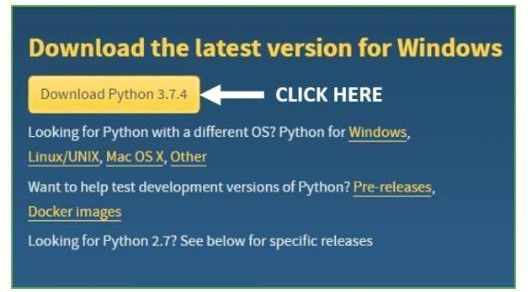 Download the latest version for Windows
Download Python 3.7.4 CLICK HERE
Looking for Python with a different OS? Python for Windows,
Linux/UNIX, Mac OS X, Other
Want to help test development versions of Python? Pre-releases,
Docker images
Looking for Python 2.7? See below for specific releases